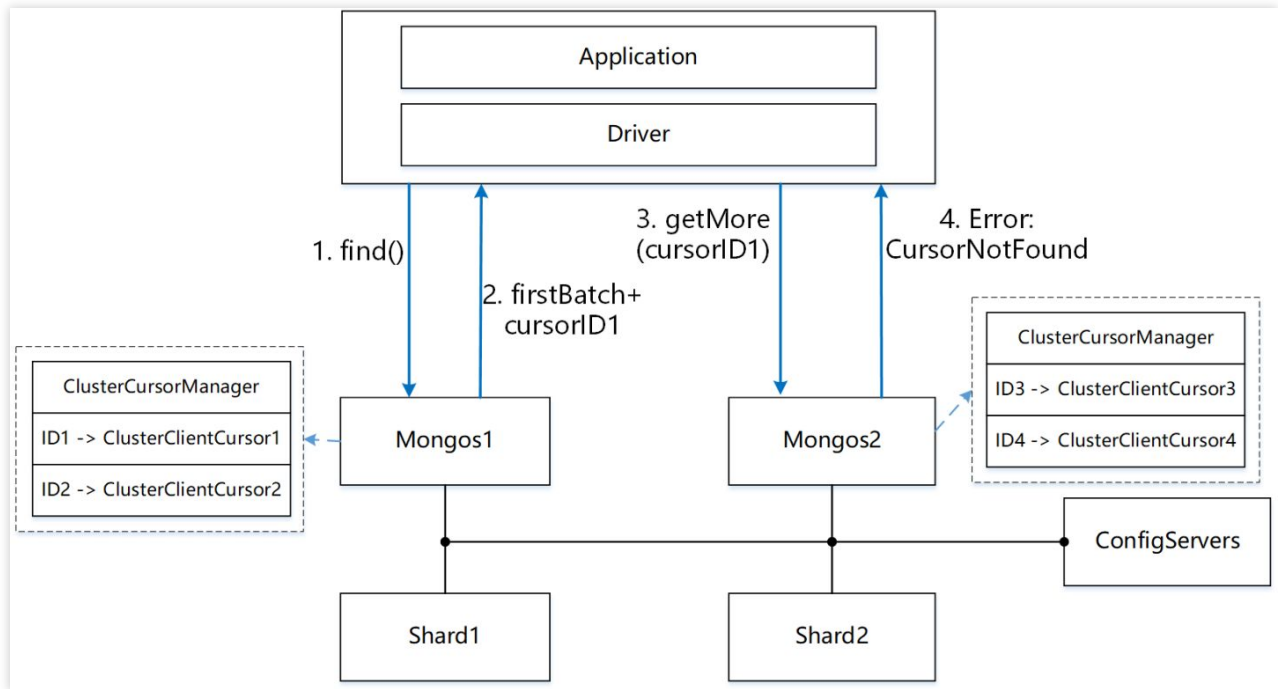 Application
Driver
1. find()
2. firstBatch+
cursorID1
3. getMore
(cursorID1)
4. Error:
CursorNotFound
ClusterCursorManager
ID1 -> ClusterClientCursor1
ID2 -> ClusterClientCursor2
Mongos1
Mongos2
ClusterCursorManager
ID3 -> ClusterClientCursor3
ID4 -> ClusterClientCursor4
ConfigServers
Shard1
Shard2